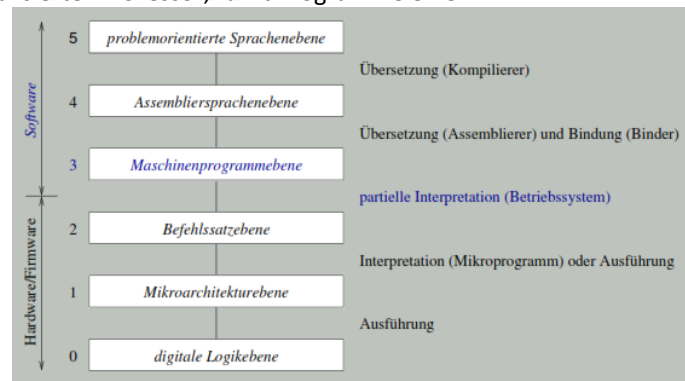 5 problemorientierte Sprachenebene
Übersetzung (Kompilierer)
4 Assembliersprachenebene
Übersetzung (Assemblierer) und Bindung (Binder)
3 Maschinenprogrammebene
partielle Interpretation (Betriebssystem)
2 Befehlssatzebene
Interpretation (Mikroprogramm) oder Ausführung
1 Mikroarchitekturebene
Ausführung
0 digitale Logikebene
Software
Hardware/Firmware